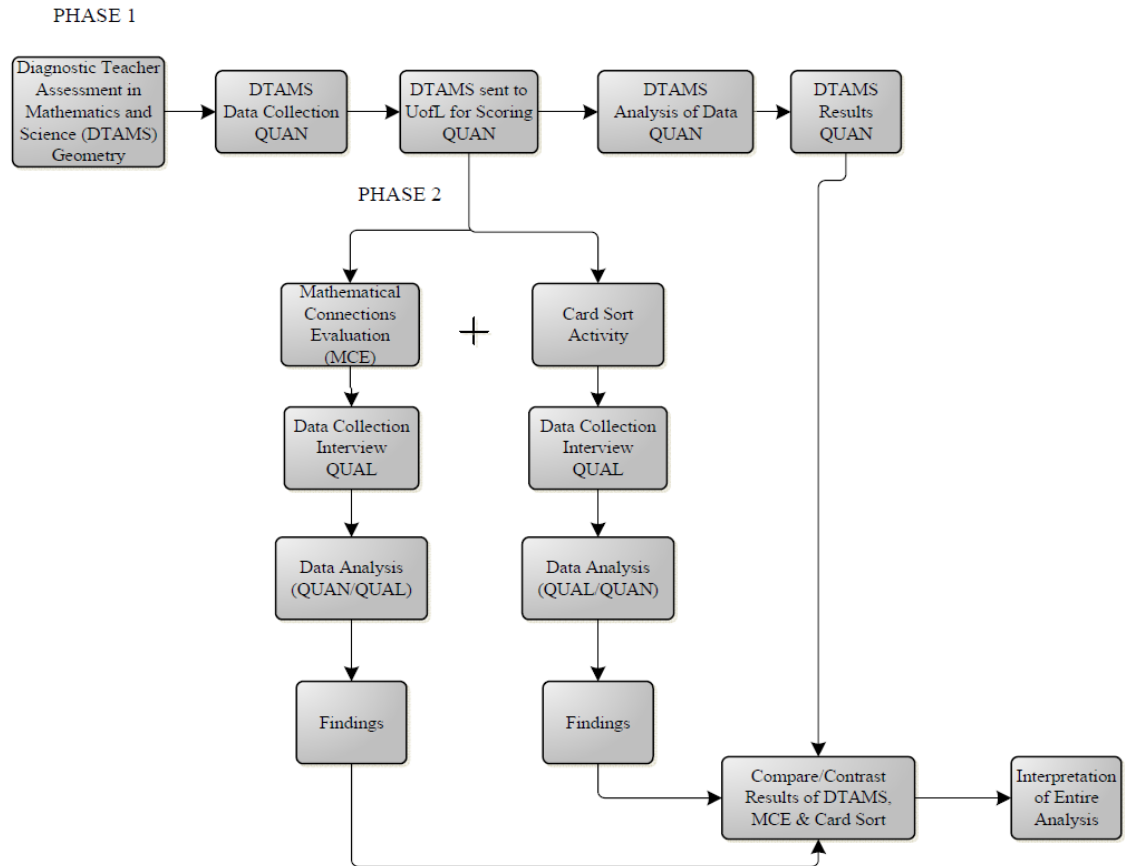 PHASE 1
Diagnostic Teacher
Assessment in
Mathematics and
Science (DTAMS)
Geometry
DTAMS
Data Collection
QUAN
DTAMS sent to
UofL for Scoring
QUAN
DTAMS
Analysis of Data
QUAN
DTAMS
Results
QUAN
PHASE 2
Mathematical
Connections
Evaluation
(MCE)
+
Card Sort
Activity
Data Collection
Interview
QUAL
Data Collection
Interview
QUAL
Data Analysis
(QUAN/QUAL)
Data Analysis
(QUAL/QUAN)
Findings
Findings
Compare/Contrast
Results of DTAMS,
MCE & Card Sort
Interpretation
of Entire
Analysis